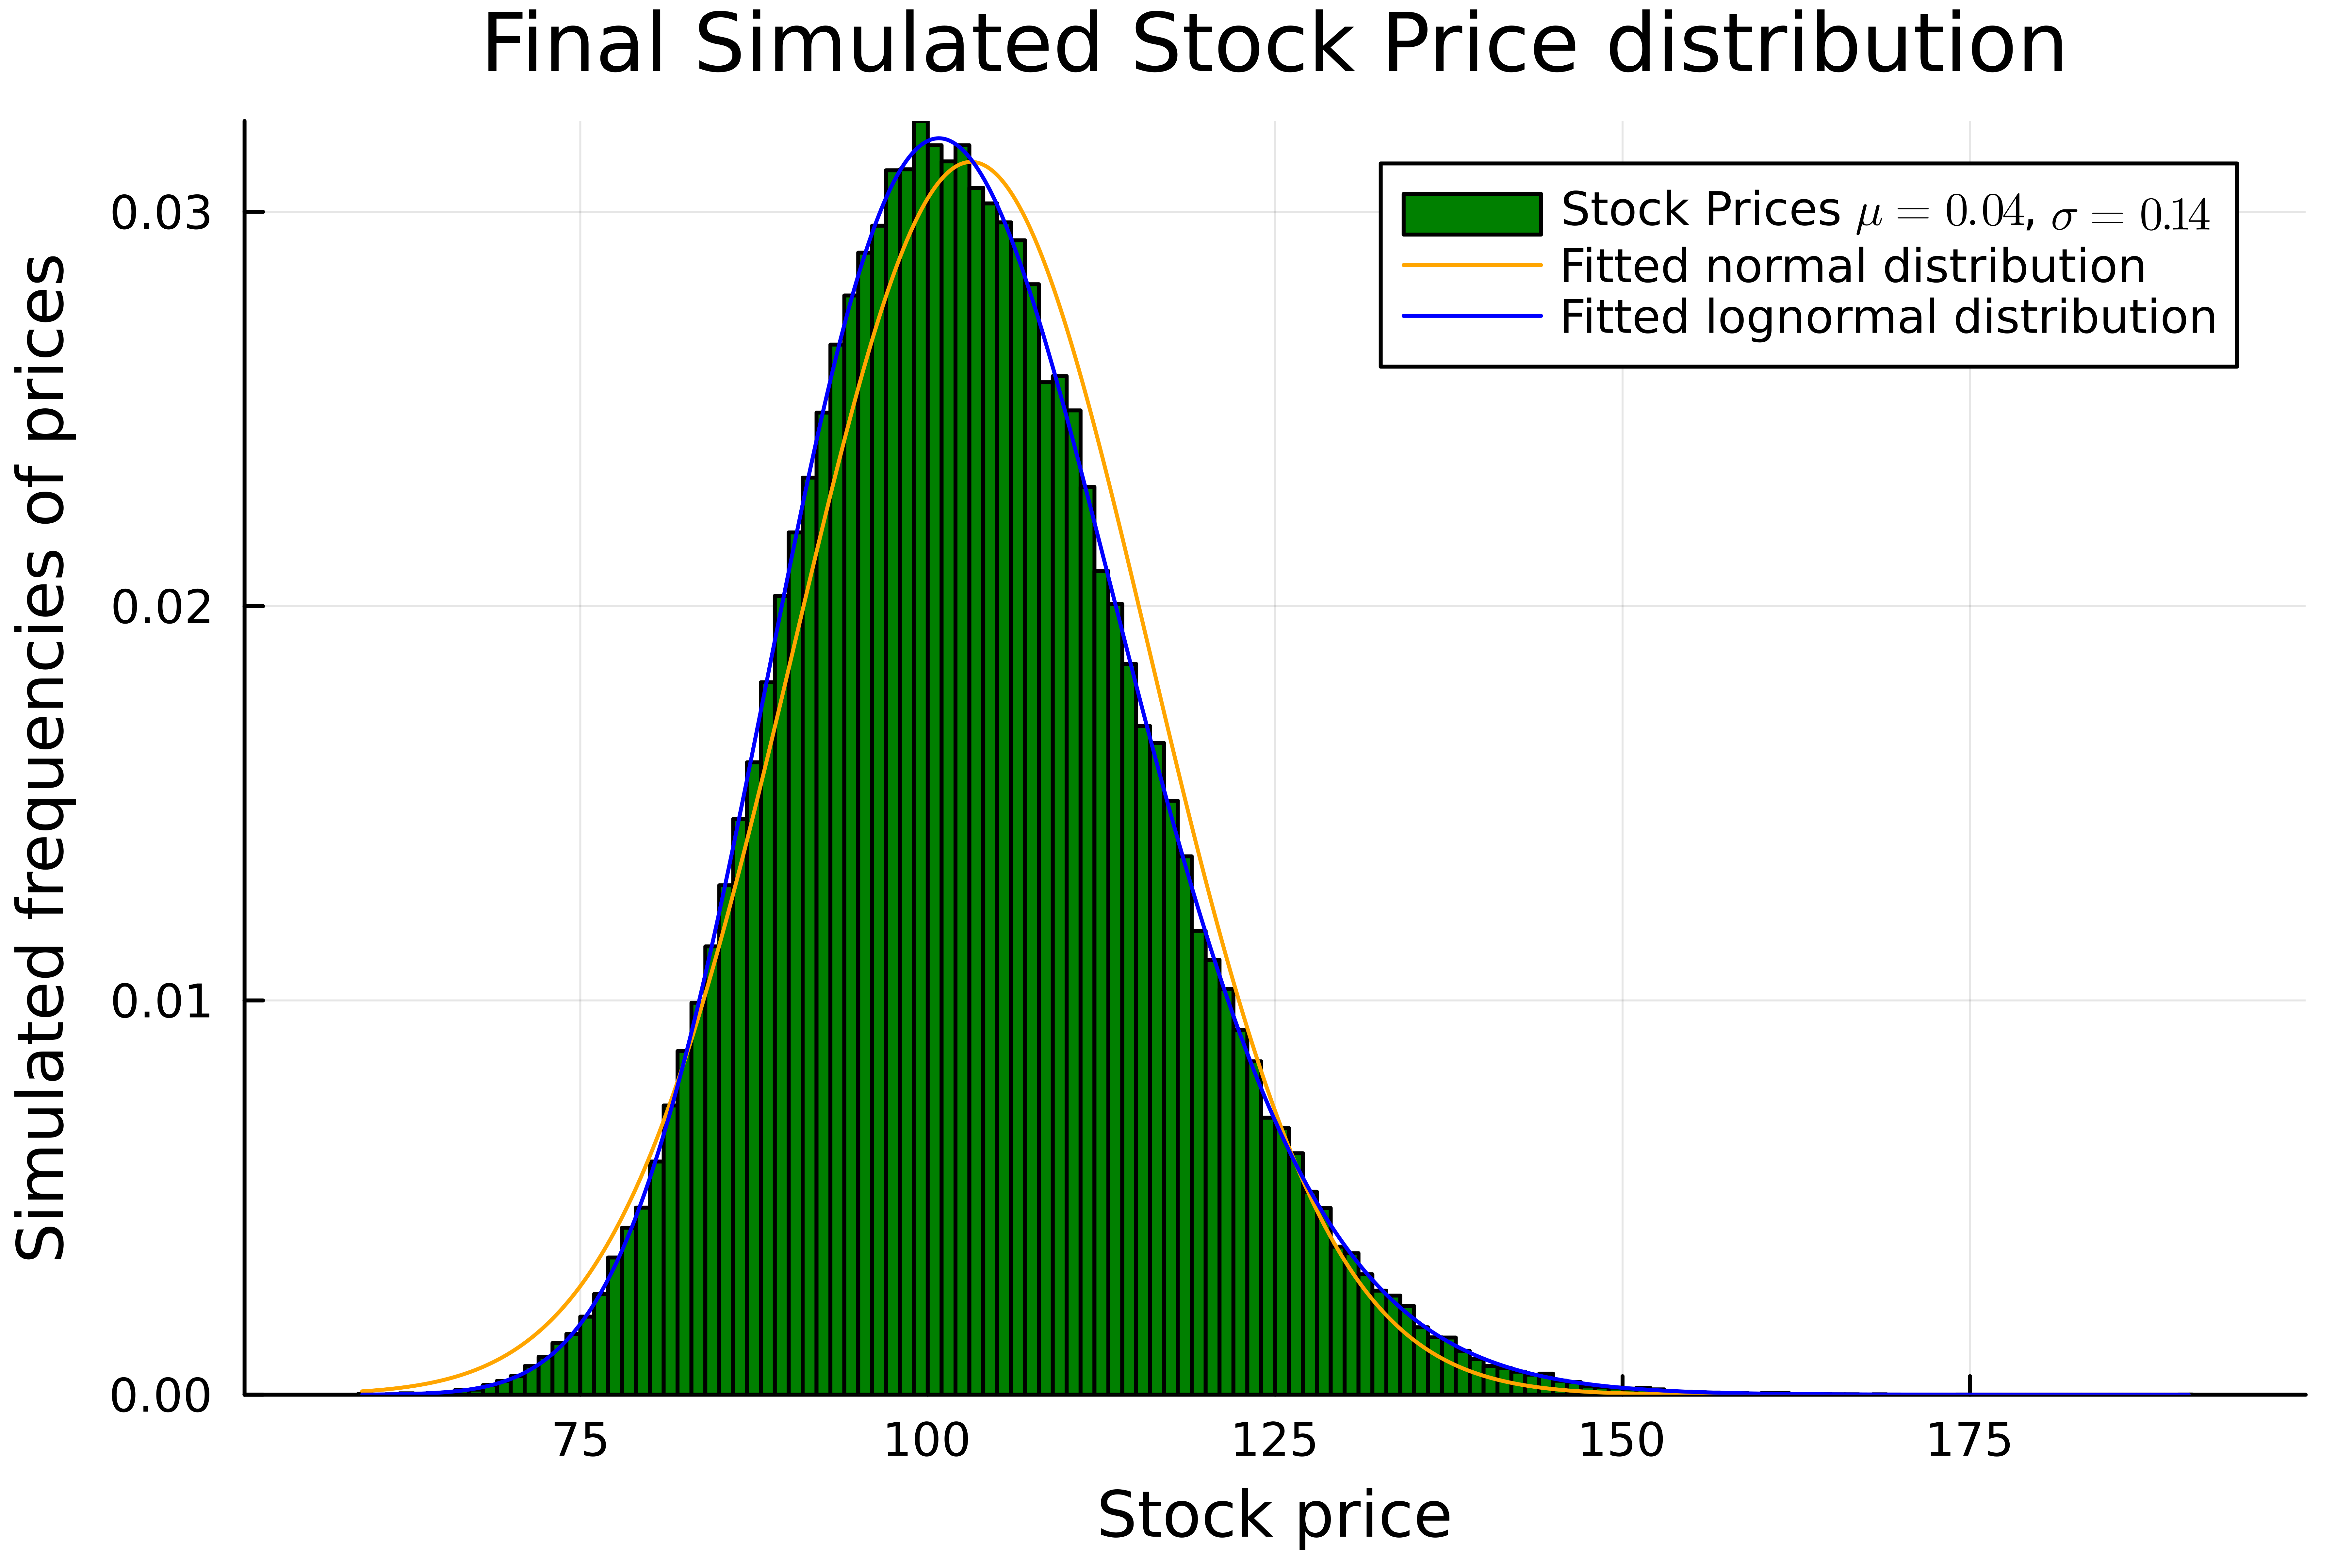 Final Simulated Stock Price distribution
Simulated frequencies of prices
0.03
0.02
0.01
0.00
Stock Prices μ = 0.04, σ = 0.14
Fitted normal distribution
Fitted lognormal distribution
75 100 125 150 175
Stock price